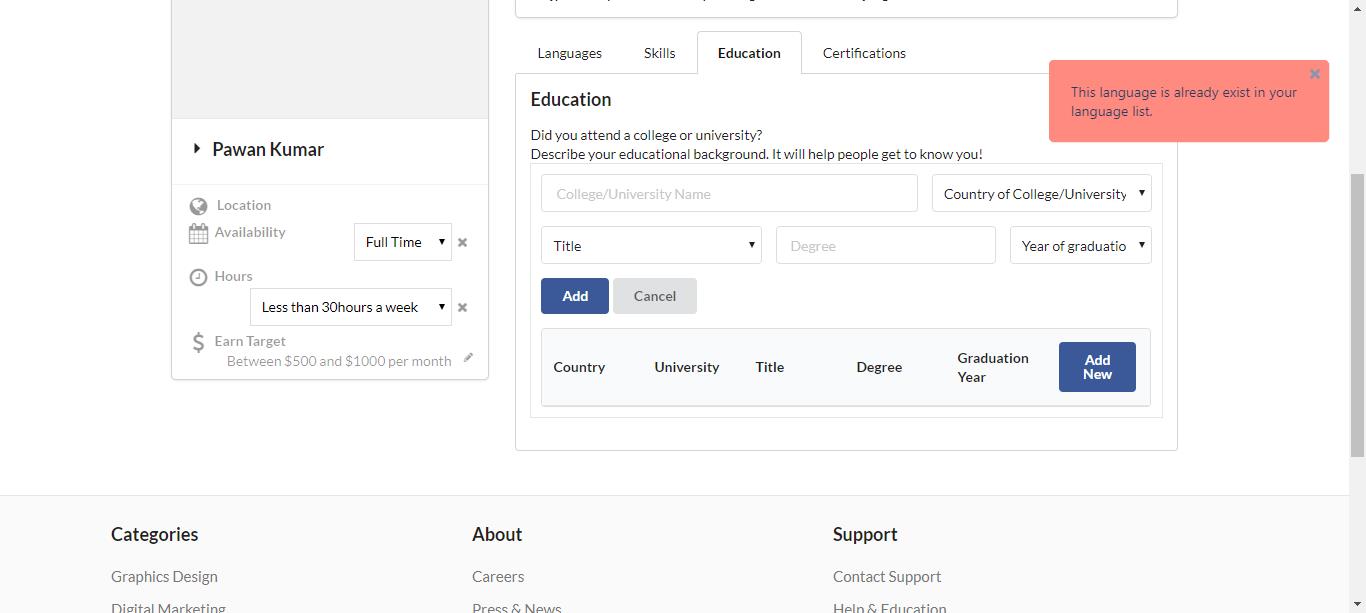 Languages
Skills
Education
Certifications
This language is already exist in your
language list.
Education
Did you attend a college or university?
Describe your educational background. It will help people get to know you!
College/University Name
Country of College/University
Title
Degree
Year of graduatio
Add
Cancel
Country
University
Title
Degree
Graduation
Year
Add
New
Pawan Kumar
Location
Availability
Full Time
Hours
Less than 30hours a week
Earn Target
Between $500 and $1000 per month
Categories
About
Support
Graphics Design
Careers
Contact Support
Digital Marketing
Press & News
Help & Education